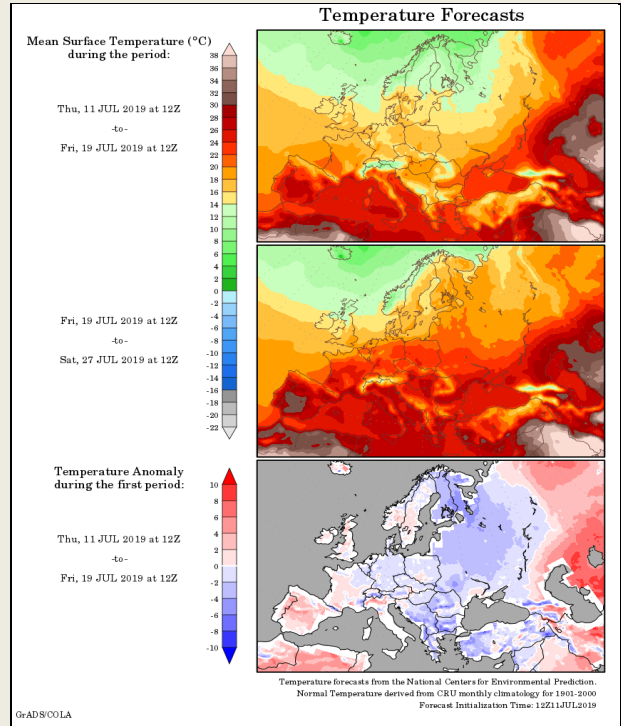 Temperature Forecasts
Mean Surface Temperature (°C)
during the period:
Thu, 11 JUL 2019 at 12Z
-to-
Fri, 19 JUL 2019 at 12Z
38
36
34
32
30
28
26
24
22
20
18
16
14
12
10
8
6
4
2
0
-2
-4
-6
-8
-10
-12
-14
-16
-18
-20
-22
Fri, 19 JUL 2019 at 12Z
-to-
Sat, 27 JUL 2019 at 12Z
Temperature Anomaly
during the first period:
Thu, 11 JUL 2019 at 12Z
-to-
Fri, 19 JUL 2019 at 12Z
10
8
6
4
2
0
-2
-4
-6
-8
-10
Temperature forecasts from the National Centers for Environmental Prediction.
Normal Temperature derived from CRU monthly climatology for 1901-2000
Forecast Initialization Time: 12Z11JUL2019
GrADS/COLA